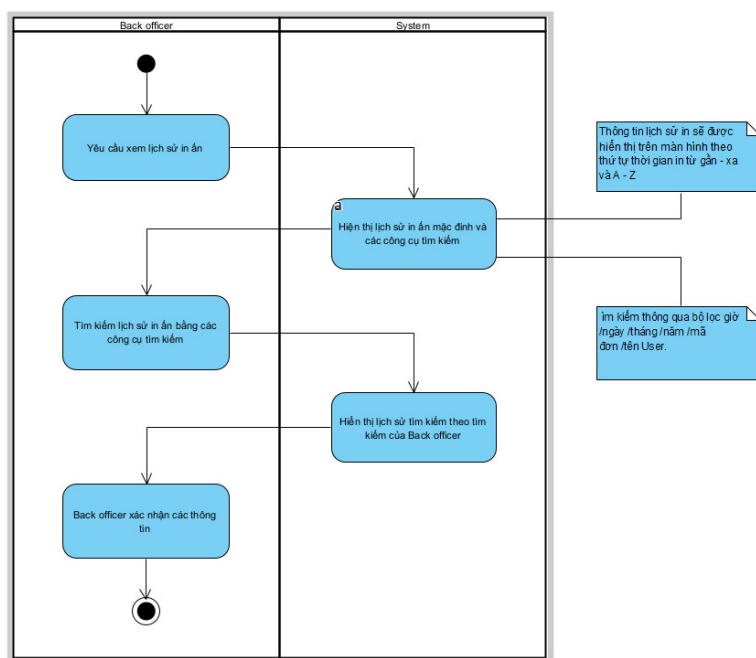 Back officer
System
Yêu cầu xem lịch sử in ấn
Thông tin lịch sử in sẽ được
hiển thị trên màn hình theo
thứ tự thời gian in từ gần - xa
và A - Z
a
Hiện thị lịch sử in ấn mặc đinh và
các công cụ tìm kiếm
Tìm kiếm lịch sử in ấn bằng các
công cụ tìm kiếm
ìm kiếm thông qua bộ lọc giờ
/ngày /tháng /năm /mã
đơn /tên User.
Hiển thị lịch sử tìm kiếm theo tìm
kiếm của Back officer
Back officer xác nhận các thông
tin